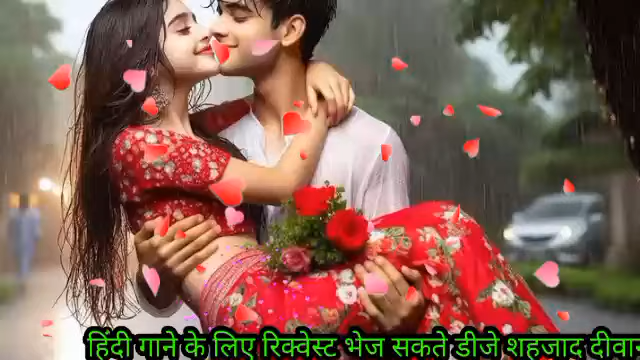 हिंदी गाने के लिए रिक्वेस्ट भेज सकते डीजे शहजाद दीवा